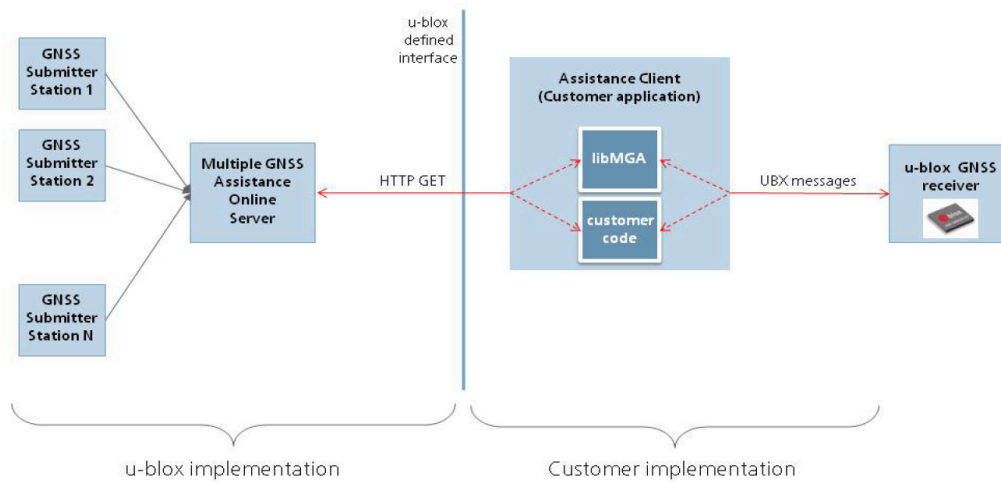 u-blox
defined
interface
GNSS
Submitter
Station 1
GNSS
Submitter
Station 2
GNSS
Submitter
Station N
Multiple GNSS
Assistance
Online
Server
HTTP GET
Assistance Client
(Customer application)
libMGA
customer
code
UBX messages
u-blox GNSS
receiver
u-blox implementation
Customer implementation